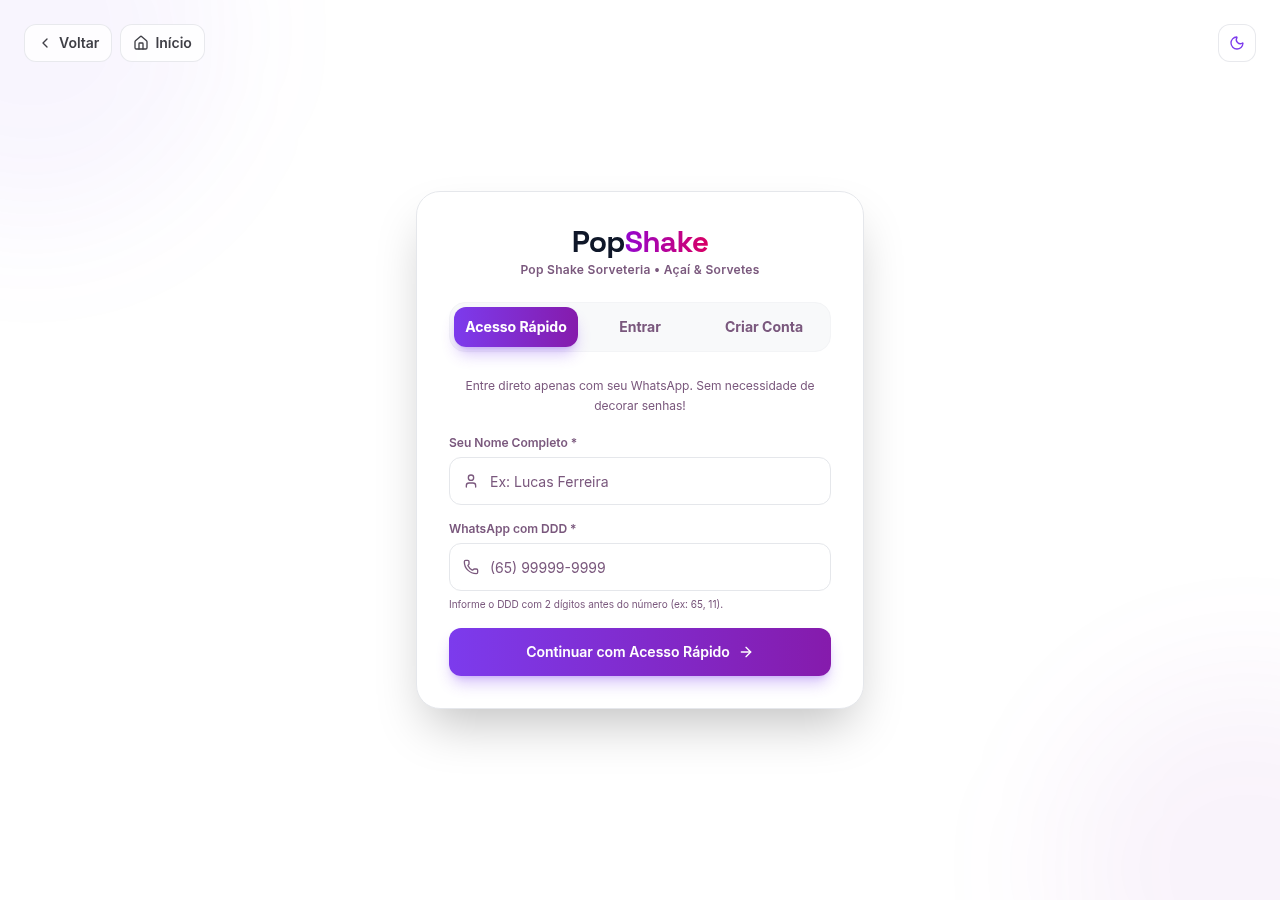 Voltar
Início
PopShake
Pop Shake Sorveteria • Açaí & Sorvetes
Acesso Rápido
Entrar
Criar Conta
Entre direto apenas com seu WhatsApp. Sem necessidade de
decorar senhas!
Seu Nome Completo *
Ex: Lucas Ferreira
WhatsApp com DDD *
(65) 99999-9999
Informe o DDD com 2 dígitos antes do número (ex: 65, 11).
Continuar com Acesso Rápido